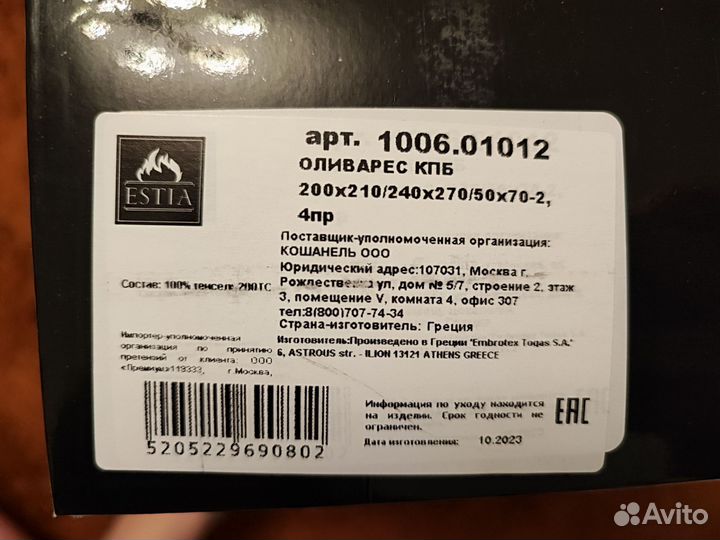 арт. 1006.01012
ESTIA
ОЛИВАРЕС КПБ
200x210/240x270/50x70-2,
4пр
Поставщик-уполномоченная организация:
КОШАНЕЛЬ ООО
Юридический адрес:107031, Москва г,
Рождественка ул, дом № 5/7, строение 2, этаж
3, помещение V, комната 4, офис 307
тел:8(800)707-74-34
Страна-изготовитель: Греция
Состав: 100% тенсель 200ТС
Импортер-уполномоченная
организация по принятию
претензий от клиента: ООО
«Премиум»119333, г.Москва,
Изготовитель:Произведено в Греции "Embrotex Togas S.A."
6, ASTROUS str. - ILION 13121 ATHENS GREECE
5205229690802
Информация по уходу находится
на изделии. Срок годности не
ограничен.
Дата изготовления: 10.2023
EAC
Avito